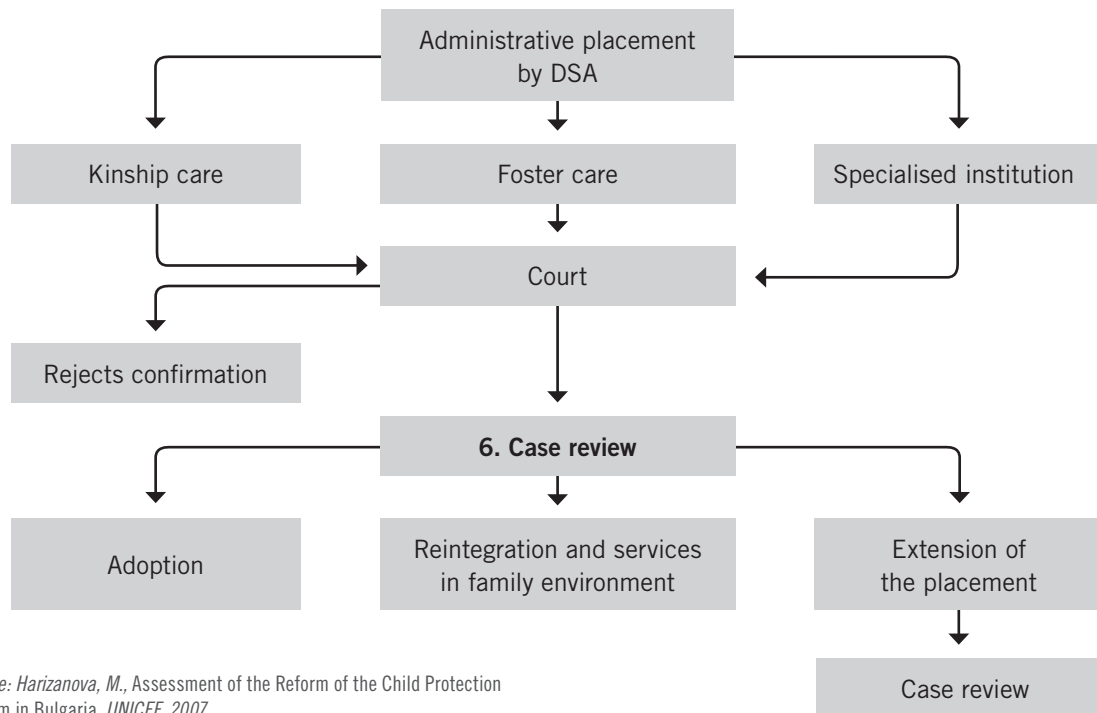 Administrative placement
by DSA
Kinship care
Foster care
Specialised institution
Court
Rejects confirmation
6. Case review
Adoption
Reintegration and services
in family environment
Extension of
the placement
Case review
Harizanova, M., Assessment of the Reform of the Child Protection
in Bulgaria, UNICEF, 2007